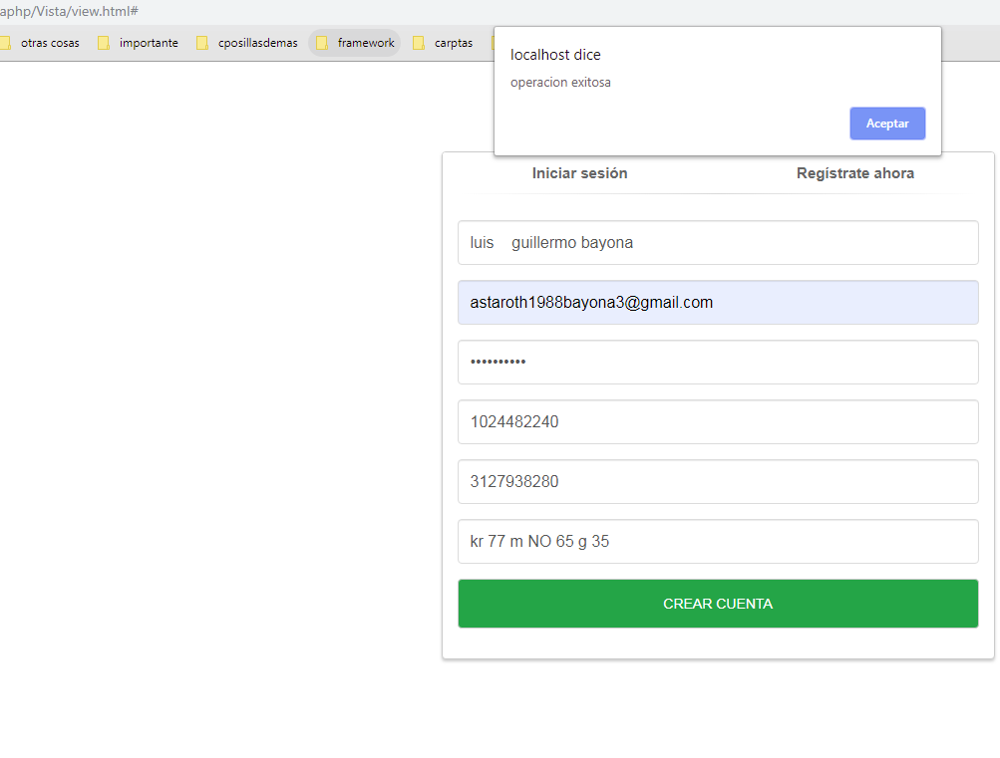 aphp/Vista/view.html#
otras cosas importante cposillasdemas framework carptas
localhost dice
operacion exitosa
Aceptar
Iniciar sesión Regístrate ahora
luis guillermo bayona
astaroth1988bayona3@gmail.com
••••••••••
1024482240
3127938280
kr 77 m NO 65 g 35
CREAR CUENTA